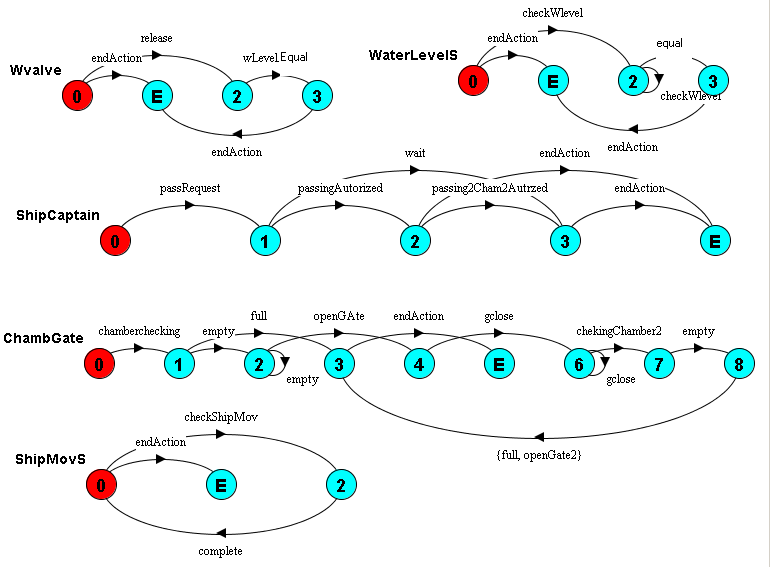 Wvalve
release
endAction
wLevelEqual
0 E 2 3
endAction
WaterLevelS
checkWlevel
endAction
equal
0 E 2 3
checkWlevel
endAction
ShipCaptain
wait
endAction
passRequest
passingAutorized
passing2Cham2Autrzed
endAction
0 1 2 3 E
ChambGate
full
openGAte
endAction
gclose
chamberchecking
empty
chekingChamber2
empty
0 1 2 3 4 E 6 7 8
empty
gclose
{full, openGate2}
ShipMovS
checkShipMov
endAction
0 E 2
complete